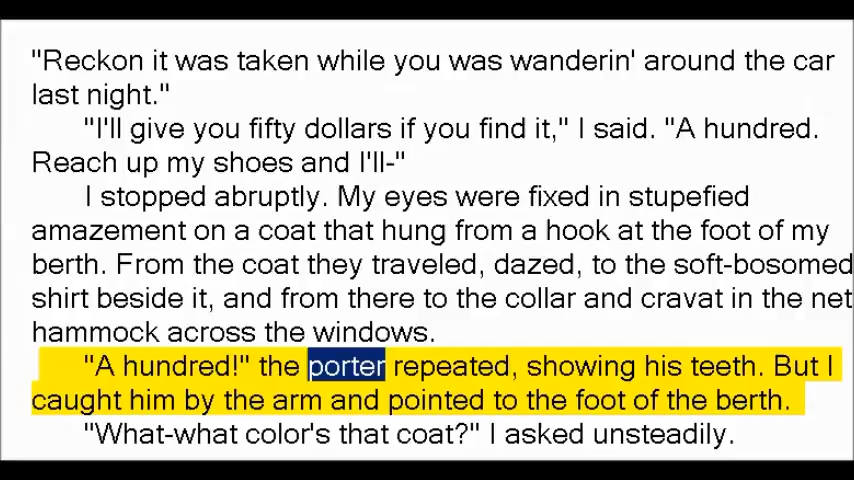 "Reckon it was taken while you was wanderin' around the car
last night."
"I'll give you fifty dollars if you find it," I said. "A hundred.
Reach up my shoes and I'll-"
I stopped abruptly. My eyes were fixed in stupefied
amazement on a coat that hung from a hook at the foot of my
berth. From the coat they traveled, dazed, to the soft-bosomed
shirt beside it, and from there to the collar and cravat in the net
hammock across the windows.
"A hundred!" the porter repeated, showing his teeth. But I
caught him by the arm and pointed to the foot of the berth.
"What-what color's that coat?" I asked unsteadily.